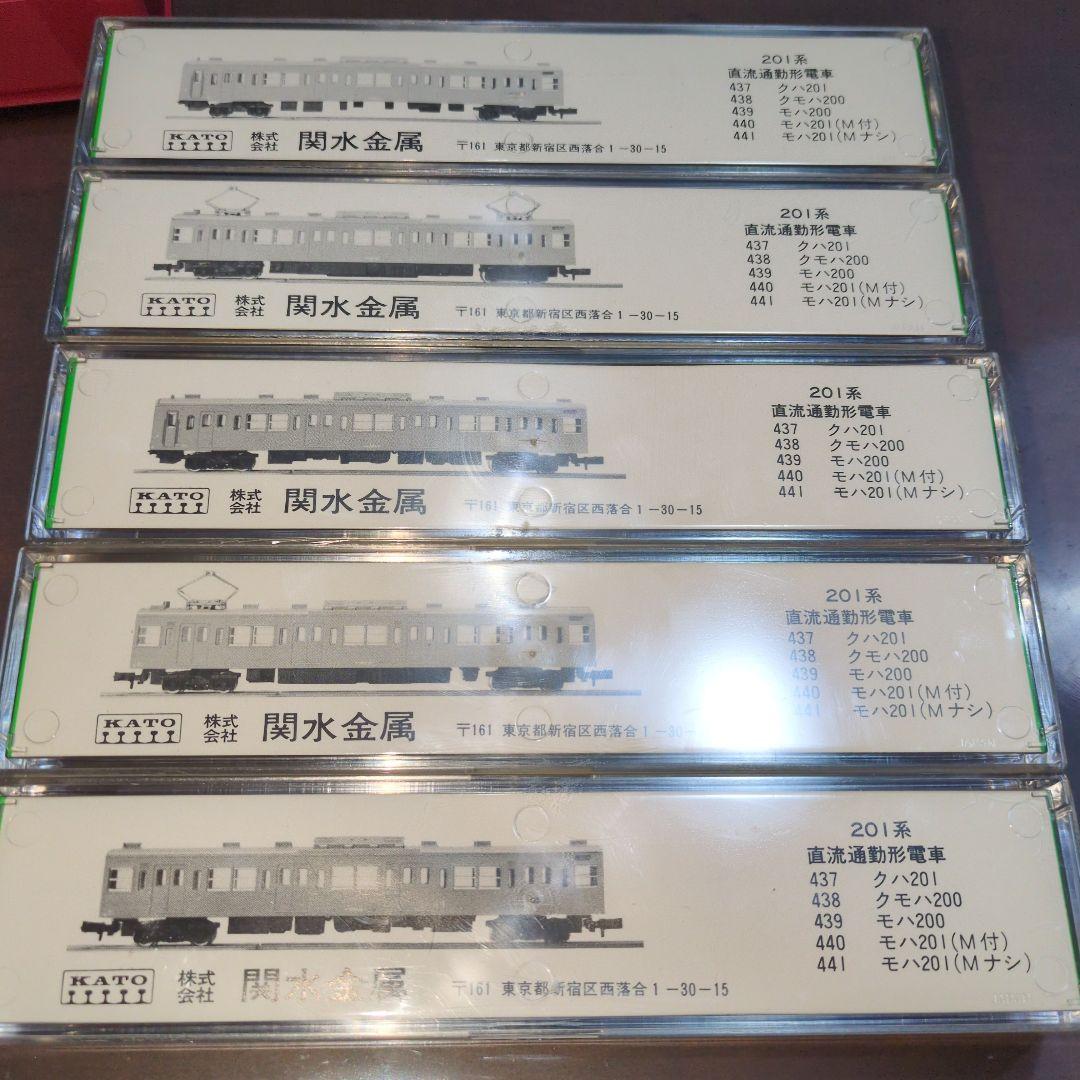 201系
直流通勤形電車
437 クハ201
438 クモハ200
439 モハ200
440 モハ201(M付)
441 モハ201(Mナシ)
KATO 株式会社 関水金属 〒161 東京都新宿区西落合1-30-15
201系
直流通勤形電車
437 クハ201
438 クモハ200
439 モハ200
440 モハ201(M付)
441 モハ201(Mナシ)
KATO 株式会社 関水金属 〒161 東京都新宿区西落合1-30-15
201系
直流通勤形電車
437 クハ201
438 クモハ200
439 モハ200
440 モハ201(M付)
441 モハ201(Mナシ)
KATO 株式会社 関水金属 〒161 東京都新宿区西落合1-30-15
201系
直流通勤形電車
437 クハ201
438 クモハ200
439 モハ200
440 モハ201(M付)
441 モハ201(Mナシ)
KATO 株式会社 関水金属 〒161 東京都新宿区西落合1-30-
JAPAN
201系
直流通勤形電車
437 クハ201
438 クモハ200
439 モハ200
440 モハ201(M付)
441 モハ201(Mナシ)
KATO 株式会社 関水金属 〒161 東京都新宿区西落合1-30-15